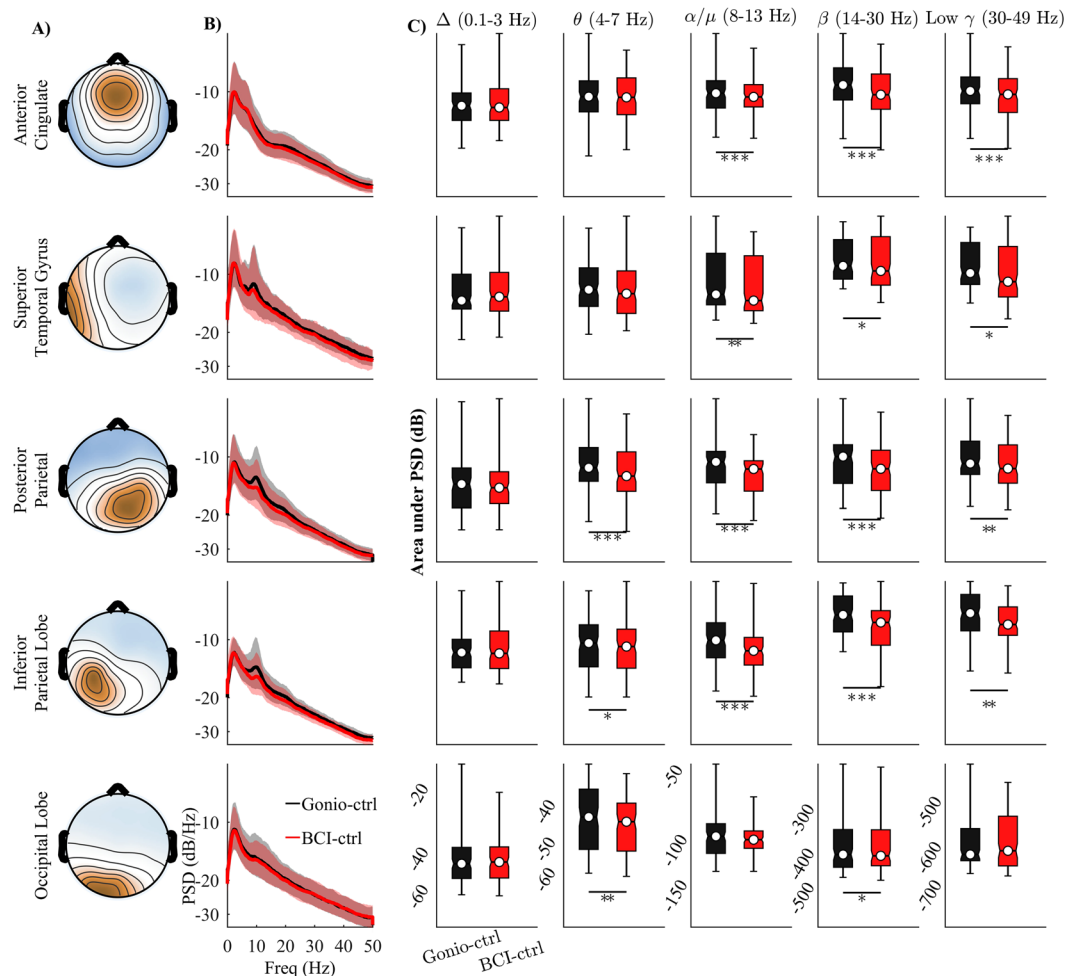 A)
B)
C)
Δ (0.1-3 Hz)
θ (4-7 Hz)
α/μ (8-13 Hz)
β (14-30 Hz)
Low γ (30-49 Hz)
Anterior
Cingulate
-10
-20
-30
***
***
***
Superior
Temporal Gyrus
-10
-20
-30
**
*
*
Posterior
Parietal
-10
-20
-30
Area under PSD (dB)
***
***
***
**
Inferior
Parietal Lobe
-10
-20
-30
*
***
***
**
Occipital Lobe
PSD (dB/Hz)
-10
-20
-30
Gonio-ctrl
BCI-ctrl
0 10 20 30 40 50
Freq (Hz)
-20
-40
-60
-40
-50
-60
-50
-100
-150
-300
-400
-500
-500
-600
-700
**
*
Gonio-ctrl
BCI-ctrl